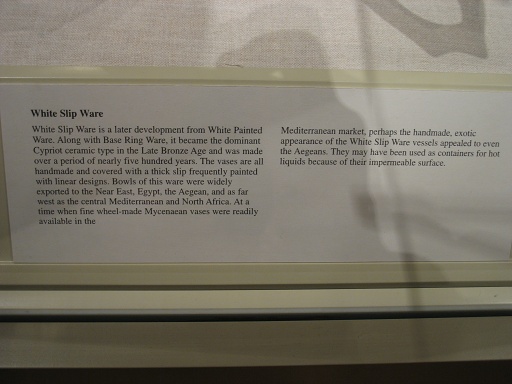 White Slip Ware
White Slip Ware is a later development from White Painted
Ware. Along with Base Ring Ware, it became the dominant
Cypriot ceramic type in the Late Bronze Age and was made
over a period of nearly five hundred years. The vases are all
handmade and covered with a thick slip frequently painted
with linear designs. Bowls of this ware were widely
exported to the Near East, Egypt, the Aegean, and as far
west as the central Mediterranean and North Africa. At a
time when fine wheel-made Mycenaean vases were readily
available in the
Mediterranean market, perhaps the handmade, exotic
appearance of the White Slip Ware vessels appealed to even
the Aegeans. They may have been used as containers for hot
liquids because of their impermeable surface.